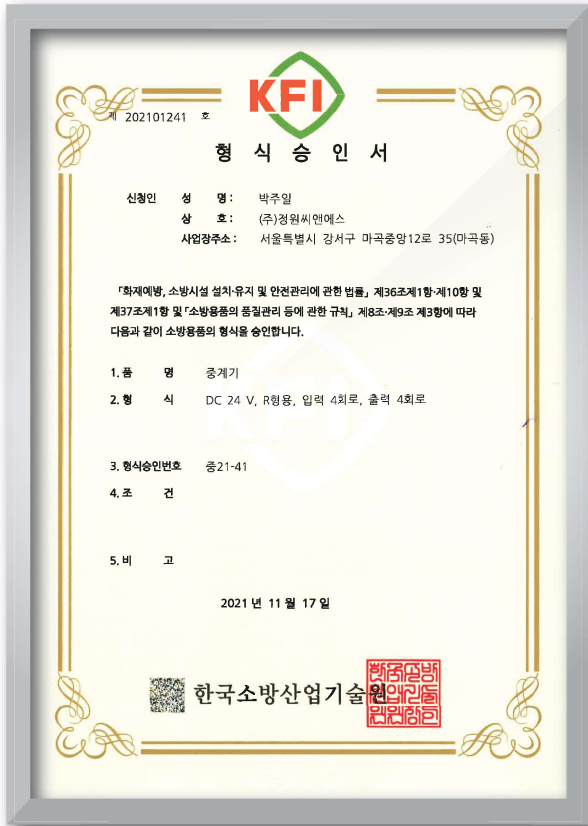 KFI
제 202101241 호
형 식 승 인 서
신청인 성 명 : 박주일
상 호 : (주)정원씨앤에스
사업장주소 : 서울특별시 강서구 마곡중앙12로 35(마곡동)
「화재예방, 소방시설 설치·유지 및 안전관리에 관한 법률」 제36조제1항·제10항 및
제37조제1항 및 「소방용품의 품질관리 등에 관한 규칙」 제8조·제9조 제3항에 따라
다음과 같이 소방용품의 형식을 승인합니다.
1. 품 명 중계기
2. 형 식 DC 24 V, R형용, 입력 4회로, 출력 4회로
KFI
3. 형식승인번호 중21-41
4. 조 건
5. 비 고
2021 년 11 월 17 일
한국소방산업기술원